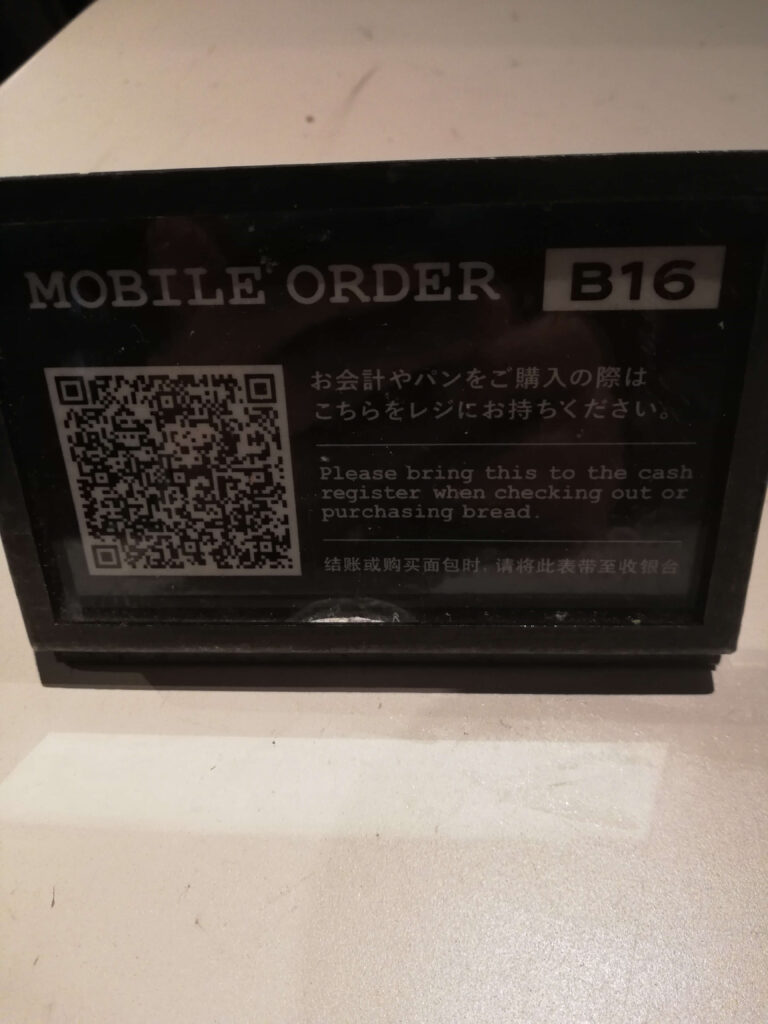 MOBILE ORDER B16
お会計やパンをご購入の際は
こちらをレジにお持ちください。
Please bring this to the cash
register when checking out or
purchasing bread.
结账或购买面包时，请将此表带至收银台